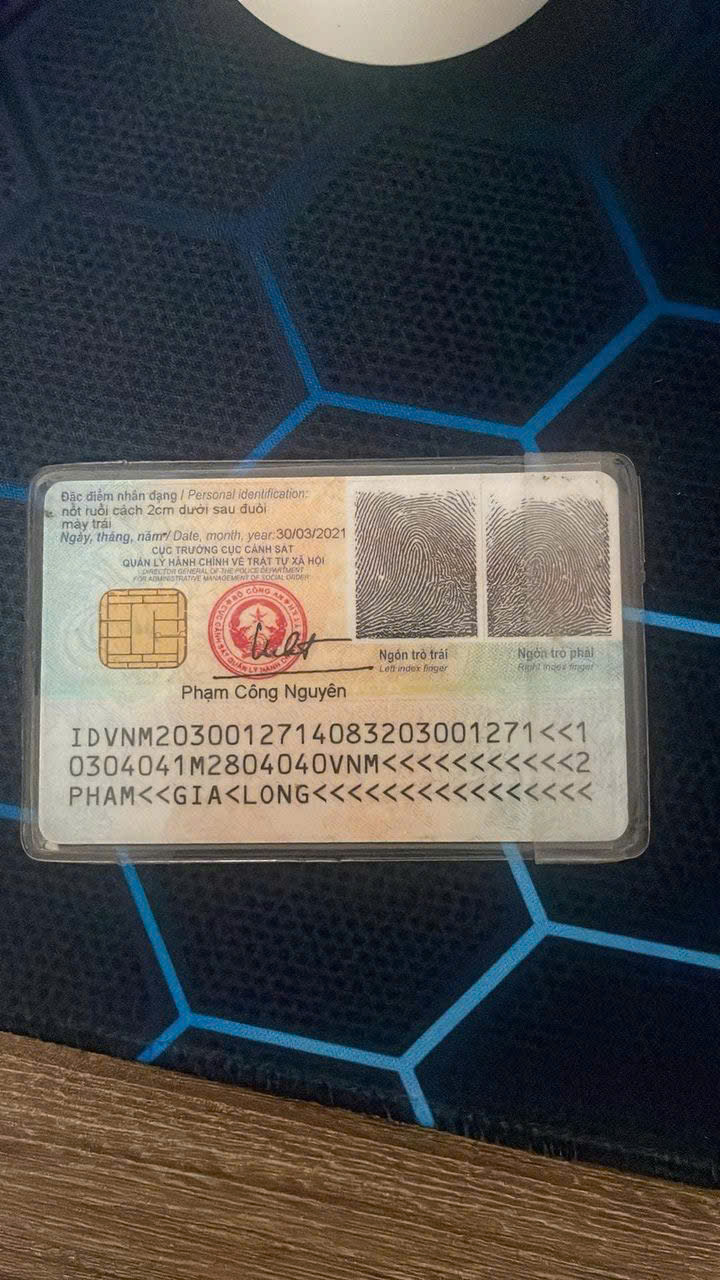 Đặc điểm nhân dạng / Personal identification:
nốt ruồi cách 2cm dưới sau đuôi
mày trái
Ngày, tháng, năm / Date, month, year: 30/03/2021
CỤC TRƯỞNG CỤC CẢNH SÁT
QUẢN LÝ HÀNH CHÍNH VỀ TRẬT TỰ XÃ HỘI
DIRECTOR GENERAL OF THE POLICE DEPARTMENT
FOR ADMINISTRATIVE MANAGEMENT OF SOCIAL ORDER
BỘ CÔNG AN
Ngón trỏ trái
Left index finger
Ngón trỏ phải
Right index finger
Phạm Công Nguyên
IDVNM2030012714083203001271<<1
0304041M2804040VNM<<<<<<<<<<<2
PHAM<<GIA<LONG<<<<<<<<<<<<<<<<